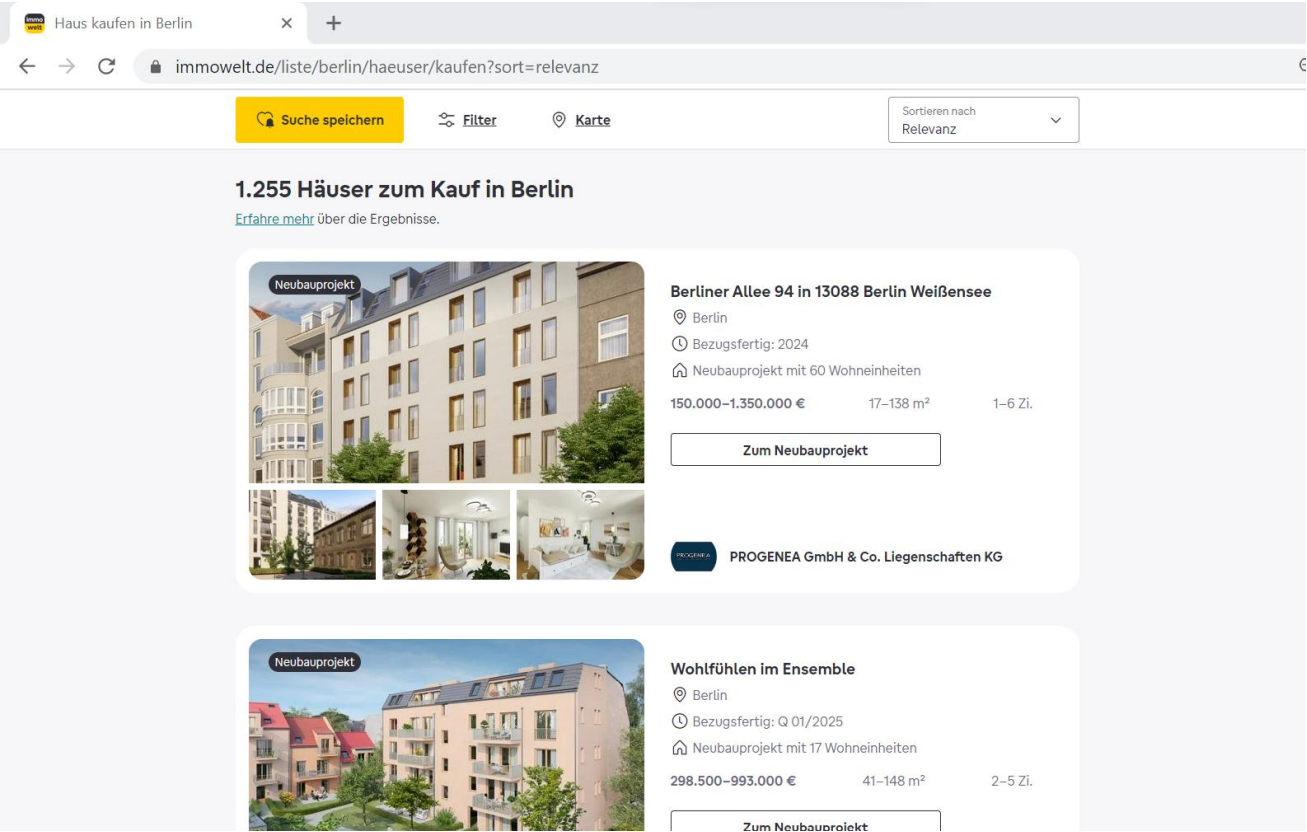 immo
welt
Haus kaufen in Berlin
immowelt.de/liste/berlin/haeuser/kaufen?sort=relevanz
Suche speichern
Filter
Karte
Sortieren nach
Relevanz
1.255 Häuser zum Kauf in Berlin
Erfahre mehr über die Ergebnisse.
Neubauprojekt
Berliner Allee 94 in 13088 Berlin Weißensee
Berlin
Bezugsfertig: 2024
Neubauprojekt mit 60 Wohneinheiten
150.000–1.350.000 € 17–138 m² 1–6 Zi.
Zum Neubauprojekt
PROGENEA
PROGENEA GmbH & Co. Liegenschaften KG
Neubauprojekt
Wohlfühlen im Ensemble
Berlin
Bezugsfertig: Q 01/2025
Neubauprojekt mit 17 Wohneinheiten
298.500–993.000 € 41–148 m² 2–5 Zi.
Zum Neubauprojekt